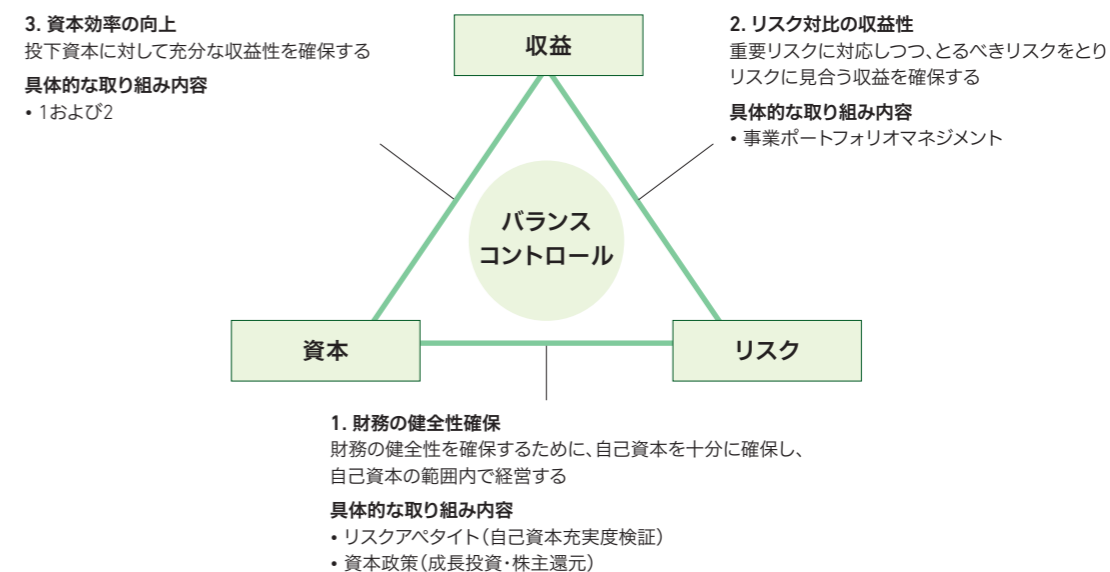 3. 資本効率の向上
投下資本に対して充分な収益性を確保する
具体的な取り組み内容
• 1および2
収益
2. リスク対比の収益性
重要リスクに対応しつつ、とるべきリスクをとり
リスクに見合う収益を確保する
具体的な取り組み内容
• 事業ポートフォリオマネジメント
バランス
コントロール
資本
リスク
1. 財務の健全性確保
財務の健全性を確保するために、自己資本を十分に確保し、
自己資本の範囲内で経営する
具体的な取り組み内容
• リスクアペタイト（自己資本充実度検証）
• 資本政策（成長投資・株主還元）